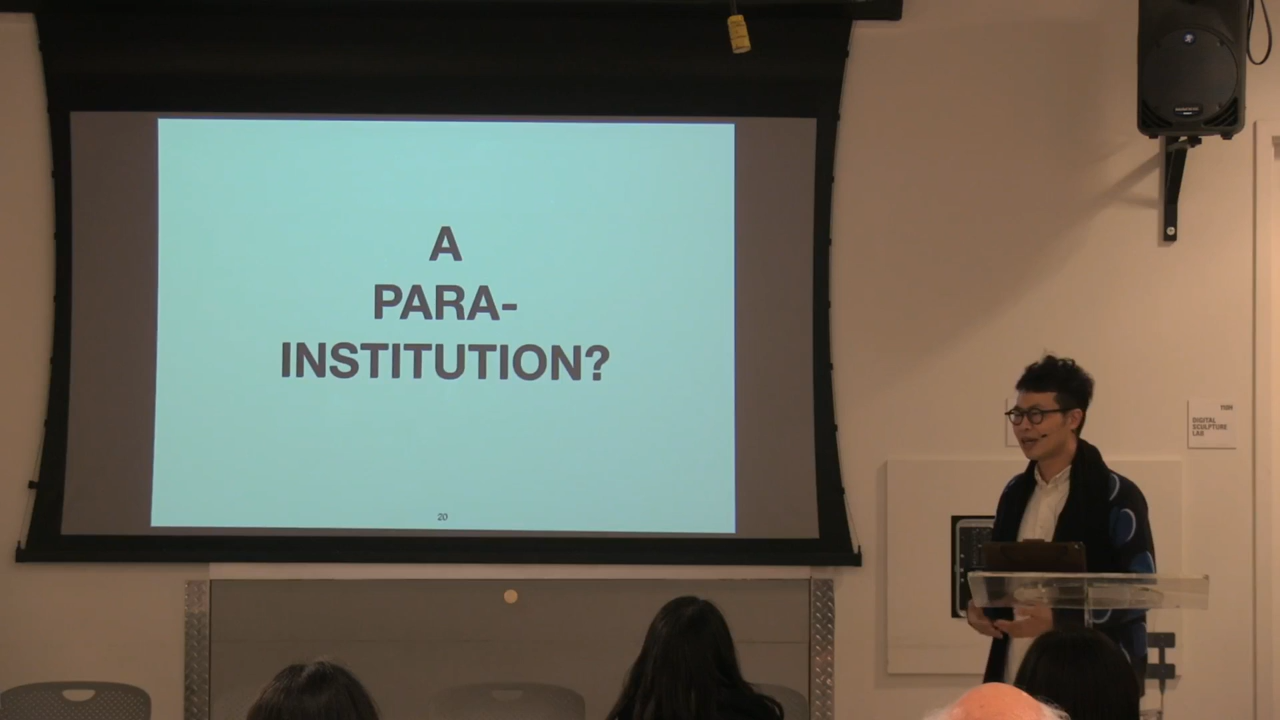 A
PARA-
INSTITUTION?
20
DIGITAL
SCULPTURE
LAB